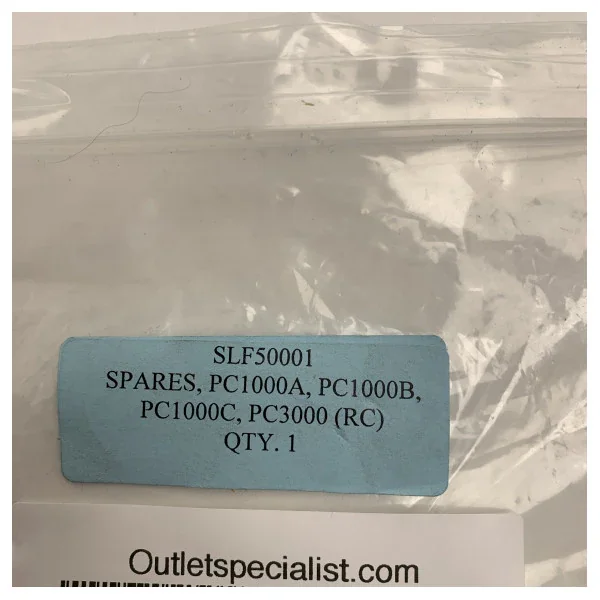 SLF50001
SPARES, PC1000A, PC1000B,
PC1000C, PC3000 (RC)
QTY. 1
Outletspecialist.com